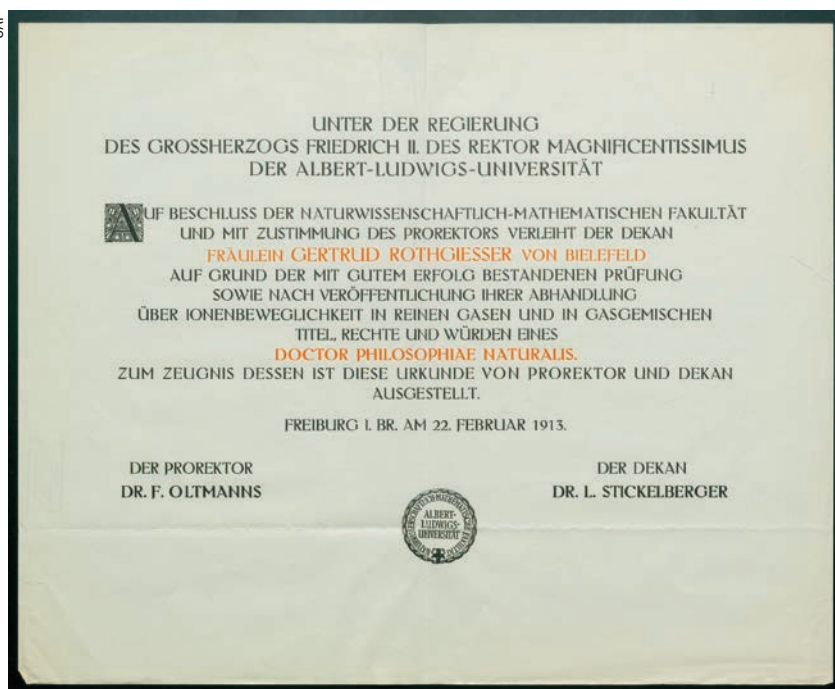 UNTER DER REGIERUNG
DES GROSSHERZOGS FRIEDRICH II. DES REKTOR MAGNIFICENTISSIMUS
DER ALBERT-LUDWIGS-UNIVERSITÄT
AUF BESCHLUSS DER NATURWISSENSCHAFTLICH-MATHEMATISCHEN FAKULTÄT
UND MIT ZUSTIMMUNG DES PROREKTORS VERLEIHT DER DEKAN
FRÄULEIN GERTRUD ROTHGIESSER VON BIELEFELD
AUF GRUND DER MIT GUTEM ERFOLG BESTANDENEN PRÜFUNG
SOWIE NACH VERÖFFENTLICHUNG IHRER ABHANDLUNG
ÜBER IONENBEWEGLICHKEIT IN REINEN GASEN UND IN GASGEMISCHEN
TITEL, RECHTE UND WÜRDEN EINES
DOCTOR PHILOSOPHIAE NATURALIS.
ZUM ZEUGNIS DESSEN IST DIESE URKUNDE VON PROREKTOR UND DEKAN
AUSGESTELLT.
FREIBURG I. BR. AM 22. FEBRUAR 1913.
DER PROREKTOR
DR. F. OLTMANNS
DER DEKAN
DR. L. STICKELBERGER
ALBERT-
LUDWIGS-
UNIVERSITÄT